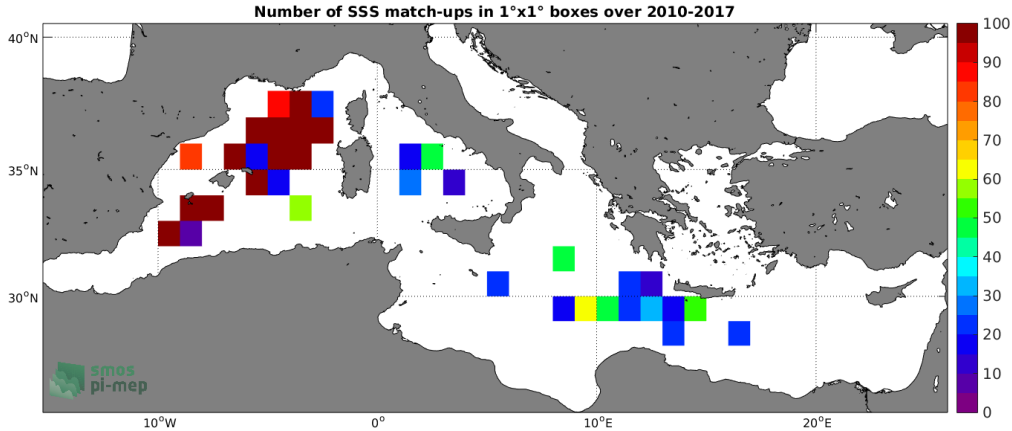 Number of SSS match-ups in 1°x1° boxes over 2010-2017
40°N
35°N
30°N
10°W
0°
10°E
20°E
100
90
80
70
60
50
40
30
20
10
0
smos
pi-mep